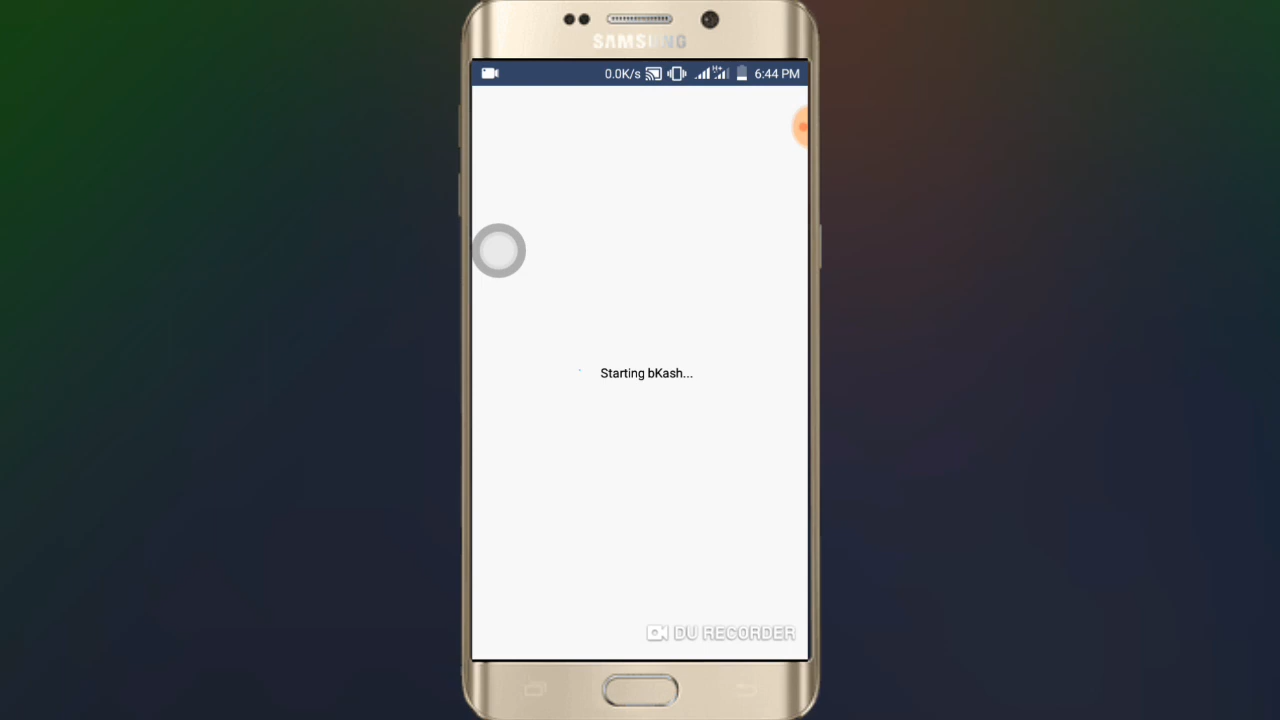 SAMSUNG
0.0K/s H+ 6:44 PM
Starting bKash...
DU RECORDER